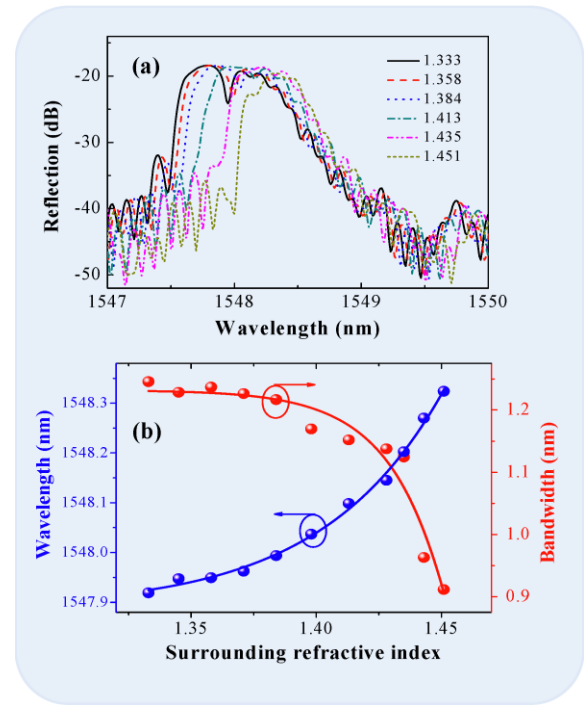 (a)
1.333
1.358
1.384
1.413
1.435
1.451
-20
-30
-40
-50
Reflection (dB)
1547 1548 1549 1550
Wavelength (nm)
(b)
1548.3
1548.2
1548.1
1548.0
1547.9
Wavelength (nm)
1.2
1.1
1.0
0.9
Bandwidth (nm)
1.35 1.40 1.45
Surrounding refractive index